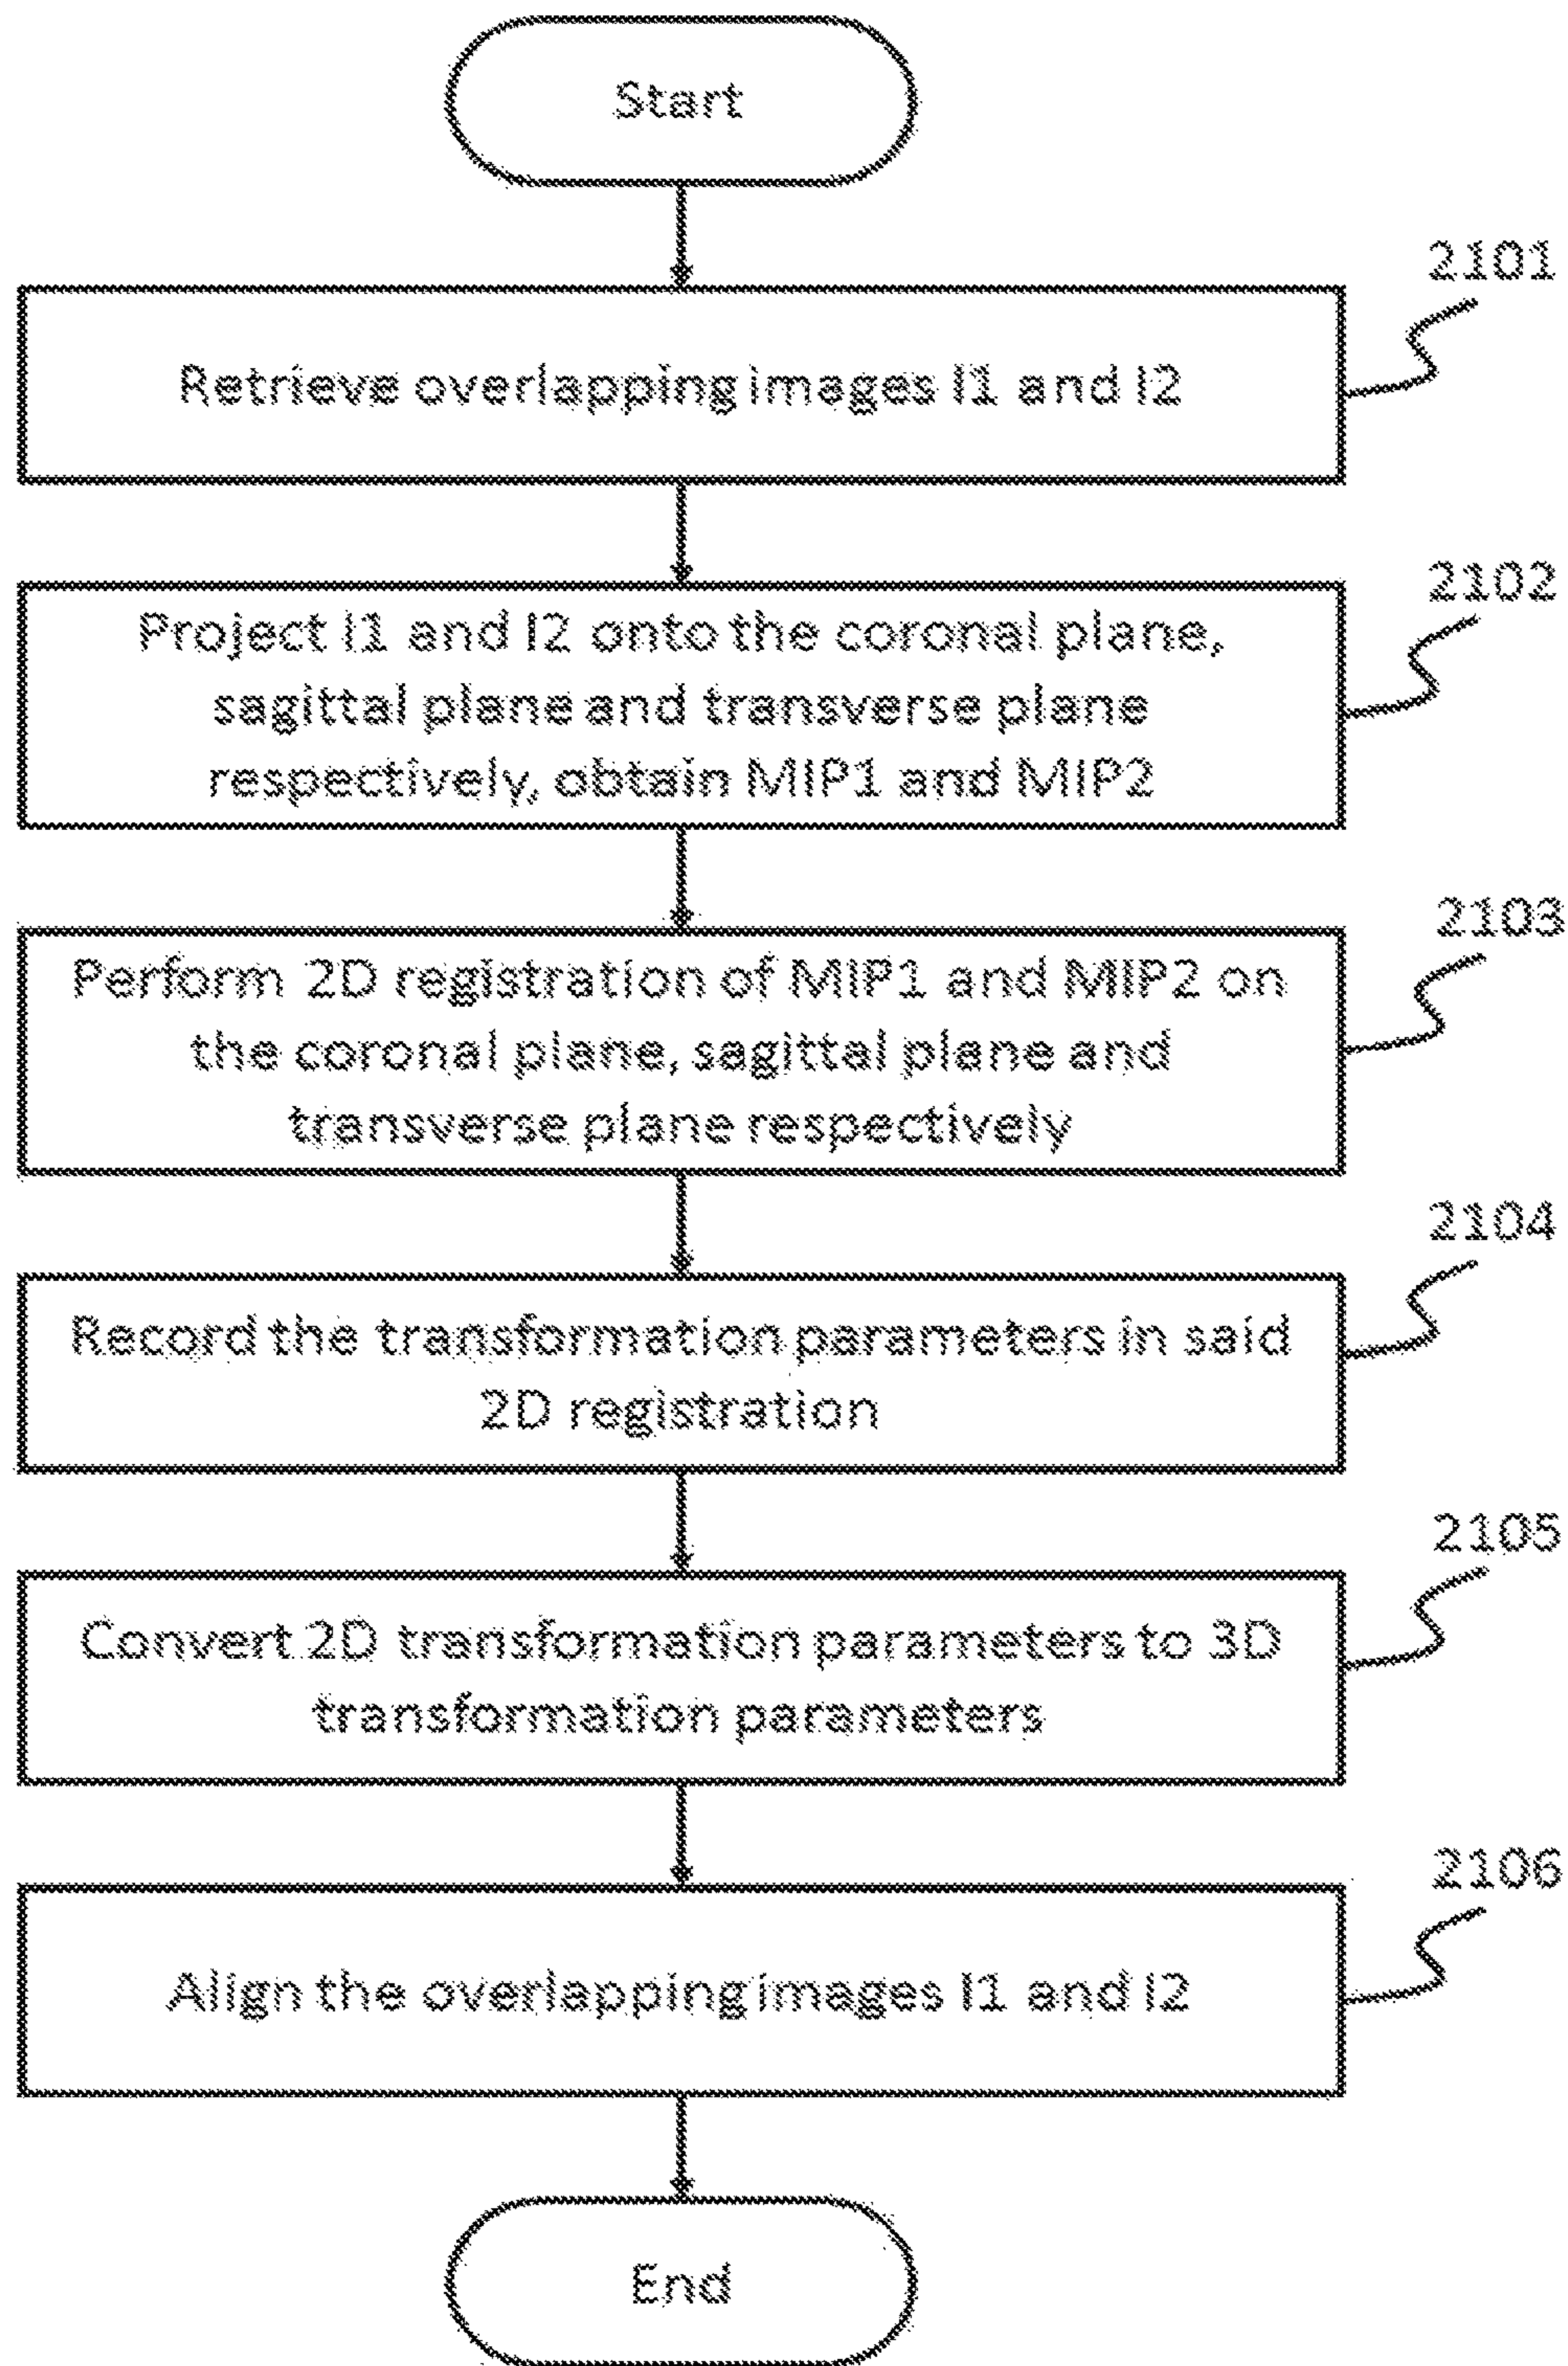 Start
2101
Retrieve overlapping images I1 and I2
2102
Project I1 and I2 onto the coronal plane,
sagittal plane and transverse plane
respectively, obtain MIP1 and MIP2
2103
Perform 2D registration of MIP1 and MIP2 on
the coronal plane, sagittal plane and
transverse plane respectively
2104
Record the transformation parameters in said
2D registration
2105
Convert 2D transformation parameters to 3D
transformation parameters
2106
Align the overlapping images I1 and I2
End